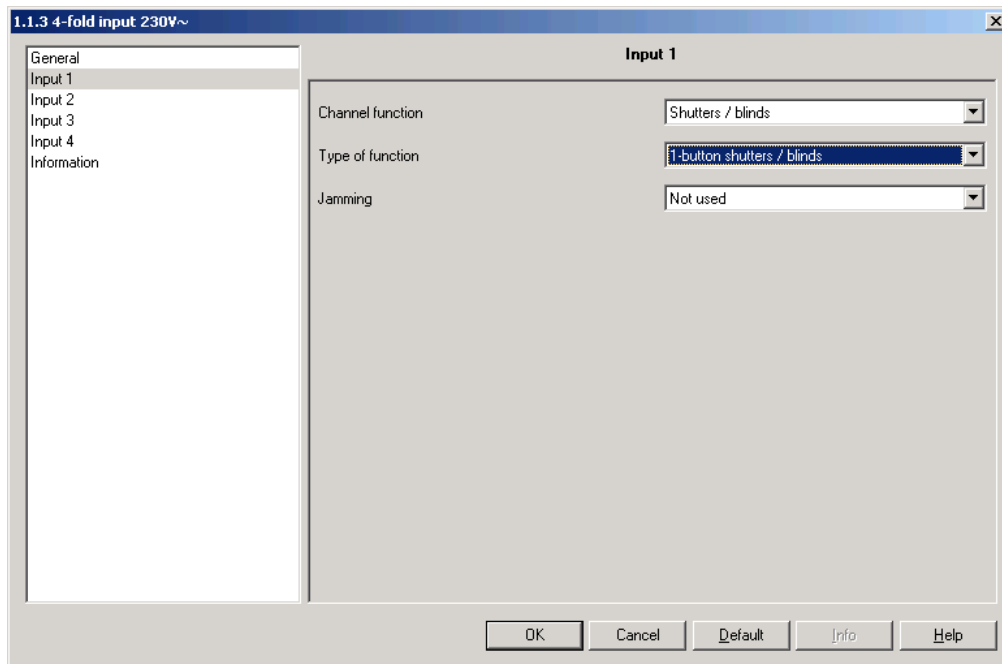 1.1.3 4-fold input 230V~
General
Input 1
Input 2
Input 3
Input 4
Information
Input 1
Channel function
Shutters / blinds
Type of function
1-button shutters / blinds
Jamming
Not used
OK
Cancel
Default
Info
Help